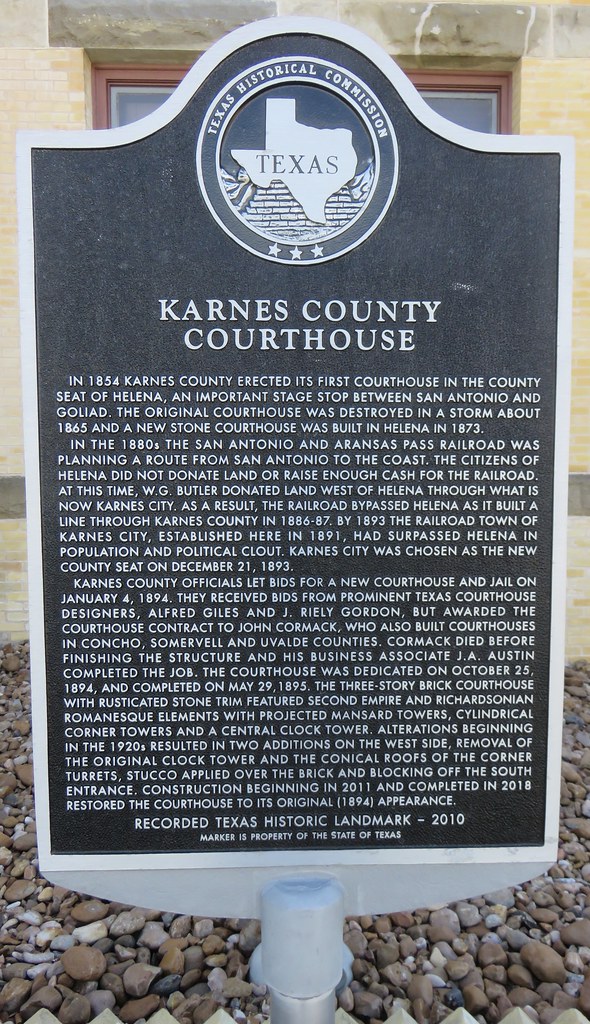 TEXAS HISTORICAL COMMISSION
TEXAS
KARNES COUNTY
COURTHOUSE
IN 1854 KARNES COUNTY ERECTED ITS FIRST COURTHOUSE IN THE COUNTY
SEAT OF HELENA, AN IMPORTANT STAGE STOP BETWEEN SAN ANTONIO AND
GOLIAD. THE ORIGINAL COURTHOUSE WAS DESTROYED IN A STORM ABOUT
1865 AND A NEW STONE COURTHOUSE WAS BUILT IN HELENA IN 1873.
IN THE 1880s THE SAN ANTONIO AND ARANSAS PASS RAILROAD WAS
PLANNING A ROUTE FROM SAN ANTONIO TO THE COAST. THE CITIZENS OF
HELENA DID NOT DONATE LAND OR RAISE ENOUGH CASH FOR THE RAILROAD.
AT THIS TIME, W.G. BUTLER DONATED LAND WEST OF HELENA THROUGH WHAT IS
NOW KARNES CITY. AS A RESULT, THE RAILROAD BYPASSED HELENA AS IT BUILT A
LINE THROUGH KARNES COUNTY IN 1886-87. BY 1893 THE RAILROAD TOWN OF
KARNES CITY, ESTABLISHED HERE IN 1891, HAD SURPASSED HELENA IN
POPULATION AND POLITICAL CLOUT. KARNES CITY WAS CHOSEN AS THE NEW
COUNTY SEAT ON DECEMBER 21, 1893.
KARNES COUNTY OFFICIALS LET BIDS FOR A NEW COURTHOUSE AND JAIL ON
JANUARY 4, 1894. THEY RECEIVED BIDS FROM PROMINENT TEXAS COURTHOUSE
DESIGNERS, ALFRED GILES AND J. RIELY GORDON, BUT AWARDED THE
COURTHOUSE CONTRACT TO JOHN CORMACK, WHO ALSO BUILT COURTHOUSES
IN CONCHO, SOMERVELL AND UVALDE COUNTIES. CORMACK DIED BEFORE
FINISHING THE STRUCTURE AND HIS BUSINESS ASSOCIATE J.A. AUSTIN
COMPLETED THE JOB. THE COURTHOUSE WAS DEDICATED ON OCTOBER 25,
1894, AND COMPLETED ON MAY 29, 1895. THE THREE-STORY BRICK COURTHOUSE
WITH RUSTICATED STONE TRIM FEATURED SECOND EMPIRE AND RICHARDSONIAN
ROMANESQUE ELEMENTS WITH PROJECTED MANSARD TOWERS, CYLINDRICAL
CORNER TOWERS AND A CENTRAL CLOCK TOWER. ALTERATIONS BEGINNING
IN THE 1920s RESULTED IN TWO ADDITIONS ON THE WEST SIDE, REMOVAL OF
THE ORIGINAL CLOCK TOWER AND THE CONICAL ROOFS OF THE CORNER
TURRETS, STUCCO APPLIED OVER THE BRICK AND BLOCKING OFF THE SOUTH
ENTRANCE. CONSTRUCTION BEGINNING IN 2011 AND COMPLETED IN 2018
RESTORED THE COURTHOUSE TO ITS ORIGINAL (1894) APPEARANCE.
RECORDED TEXAS HISTORIC LANDMARK – 2010
MARKER IS PROPERTY OF THE STATE OF TEXAS